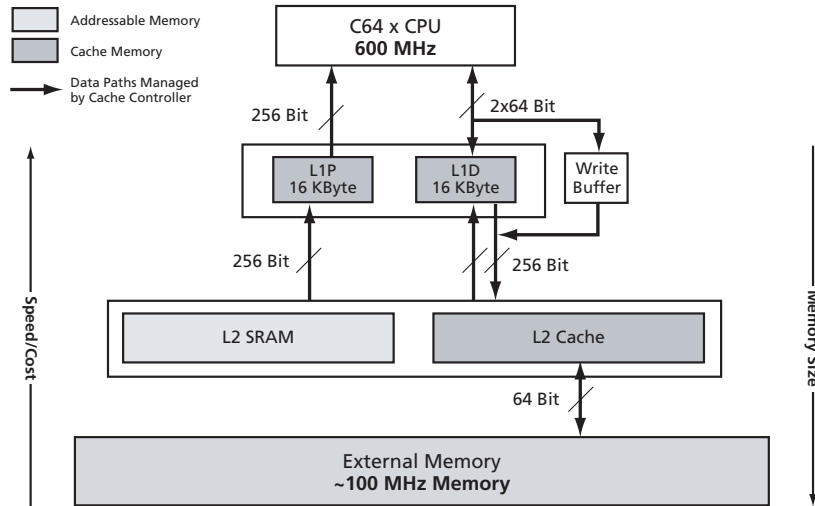 Addressable Memory
Cache Memory
Data Paths Managed
by Cache Controller
C64 x CPU
600 MHz
256 Bit
2x64 Bit
L1P
16 KByte
L1D
16 KByte
Write
Buffer
256 Bit
256 Bit
Speed/Cost
Memory Size
L2 SRAM
L2 Cache
64 Bit
External Memory
~100 MHz Memory